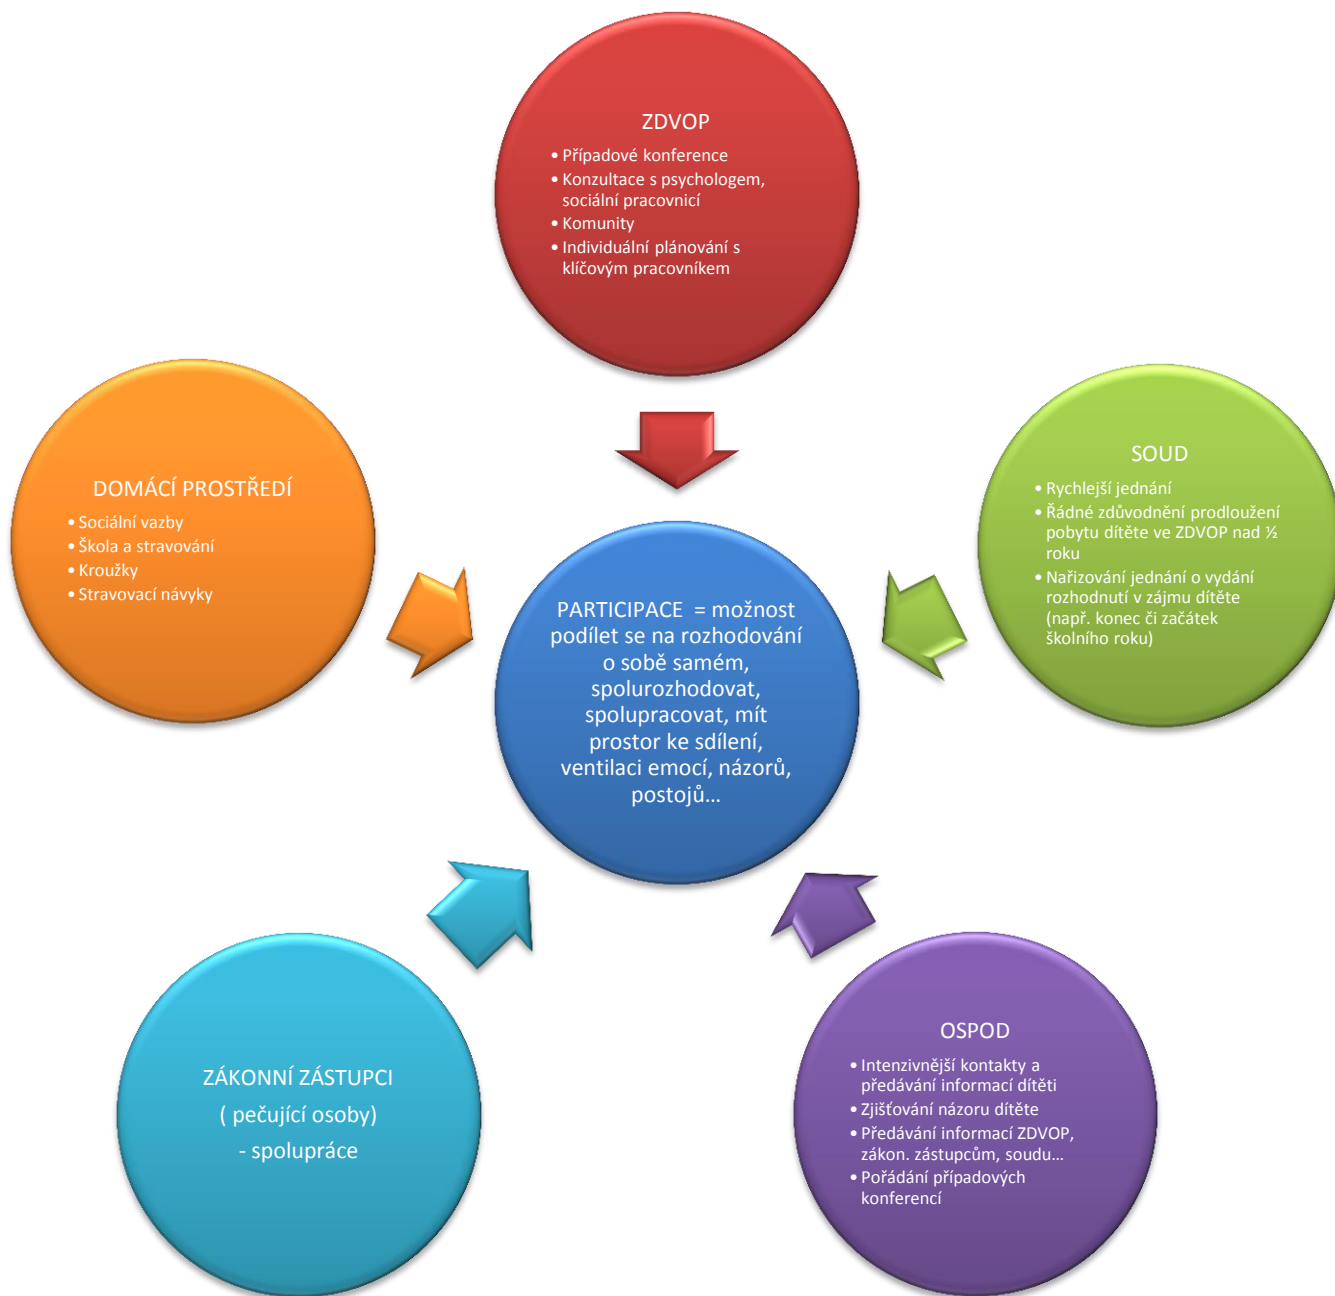 ZDVOP
• Případové konference
• Konzultace s psychologem,
sociální pracovnicí
• Komunity
• Individuální plánování s
klíčovým pracovníkem
DOMÁCÍ PROSTŘEDÍ
• Sociální vazby
• Škola a stravování
• Kroužky
• Stravovací návyky
SOUD
• Rychlejší jednání
• Řádné zdůvodnění prodloužení
pobytu dítěte ve ZDVOP nad ½
roku
• Nařizování jednání o vydání
rozhodnutí v zájmu dítěte
(např. konec či začátek
školního roku)
PARTICIPACE = možnost
podílet se na rozhodování
o sobě samém,
spolurozhodovat,
spolupracovat, mít
prostor ke sdílení,
ventilaci emocí, názorů,
postojů…
ZÁKONNÍ ZÁSTUPCI
( pečující osoby)
- spolupráce
OSPOD
• Intenzivnější kontakty a
předávání informací dítěti
• Zjišťování názoru dítěte
• Předávání informací ZDVOP,
zákon. zástupcům, soudu…
• Pořádání případových
konferencí